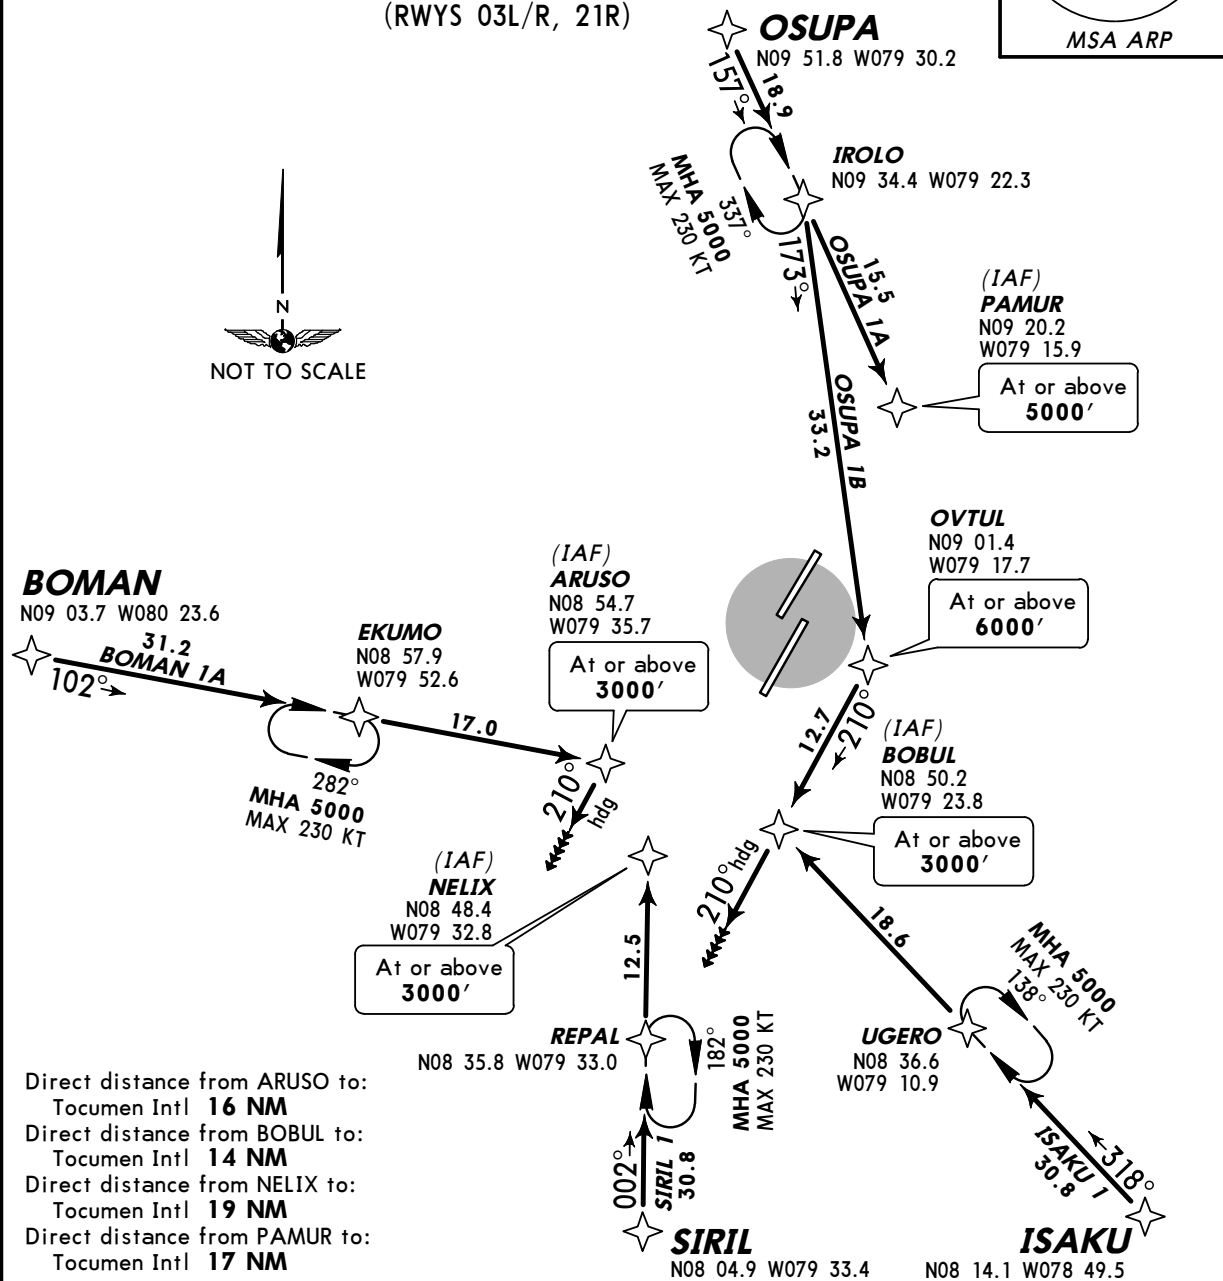 (RWYS 03L/R, 21R)
MSA ARP
OSUPA
N09 51.8 W079 30.2
157°
18.9
IROLO
N09 34.4 W079 22.3
MHA 5000
MAX 230 KT
337°
173°
15.5
OSUPA 1A
(IAF)
PAMUR
N09 20.2
W079 15.9
At or above
5000′
N
NOT TO SCALE
OSUPA 1B
33.2
OVTUL
N09 01.4
W079 17.7
At or above
6000′
BOMAN
N09 03.7 W080 23.6
31.2
BOMAN 1A
102°
EKUMO
N08 57.9
W079 52.6
282°
MHA 5000
MAX 230 KT
17.0
(IAF)
ARUSO
N08 54.7
W079 35.7
At or above
3000′
210°
hdg
12.7
210°
(IAF)
BOBUL
N08 50.2
W079 23.8
At or above
3000′
210° hdg
(IAF)
NELIX
N08 48.4
W079 32.8
At or above
3000′
12.5
18.6
REPAL
N08 35.8 W079 33.0
182°
MHA 5000
MAX 230 KT
MHA 5000
MAX 230 KT
138°
UGERO
N08 36.6
W079 10.9
002°
SIRIL 1
30.8
SIRIL
N08 04.9 W079 33.4
318°
ISAKU 1
30.8
ISAKU
N08 14.1 W078 49.5
Direct distance from ARUSO to:
Tocumen Intl 16 NM
Direct distance from BOBUL to:
Tocumen Intl 14 NM
Direct distance from NELIX to:
Tocumen Intl 19 NM
Direct distance from PAMUR to:
Tocumen Intl 17 NM